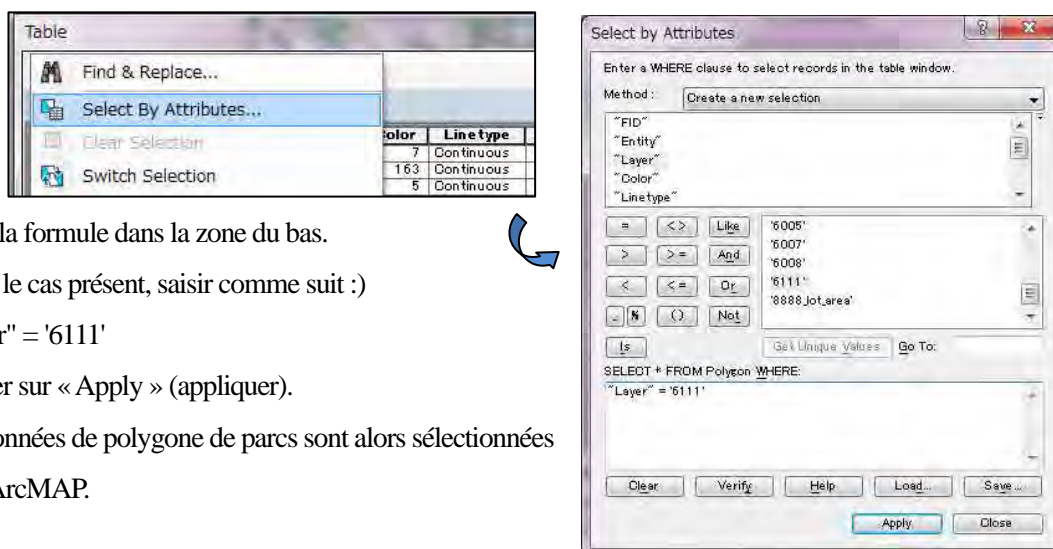 Table
Find & Replace...
Select By Attributes...
Clear Selection
Switch Selection
Color Linetype
7 Continuous
163 Continuous
5 Continuous
la formule dans la zone du bas.
le cas présent, saisir comme suit :)
r" = '6111'
er sur « Apply » (appliquer).
onnées de polygone de parcs sont alors sélectionnées
ArcMAP.
Select by Attributes
Enter a WHERE clause to select records in the table window.
Method : Create a new selection
"FID"
"Entity"
"Layer"
"Color"
"Linetype"
= <> Like
> >= And
< <= Or
_ % () Not
Is
'6005'
'6007'
'6008'
'6111'
'8888_lot_area'
Get Unique Values Go To:
SELECT * FROM Polygon WHERE:
"Layer" = '6111'
Clear Verify Help Load... Save...
Apply Close